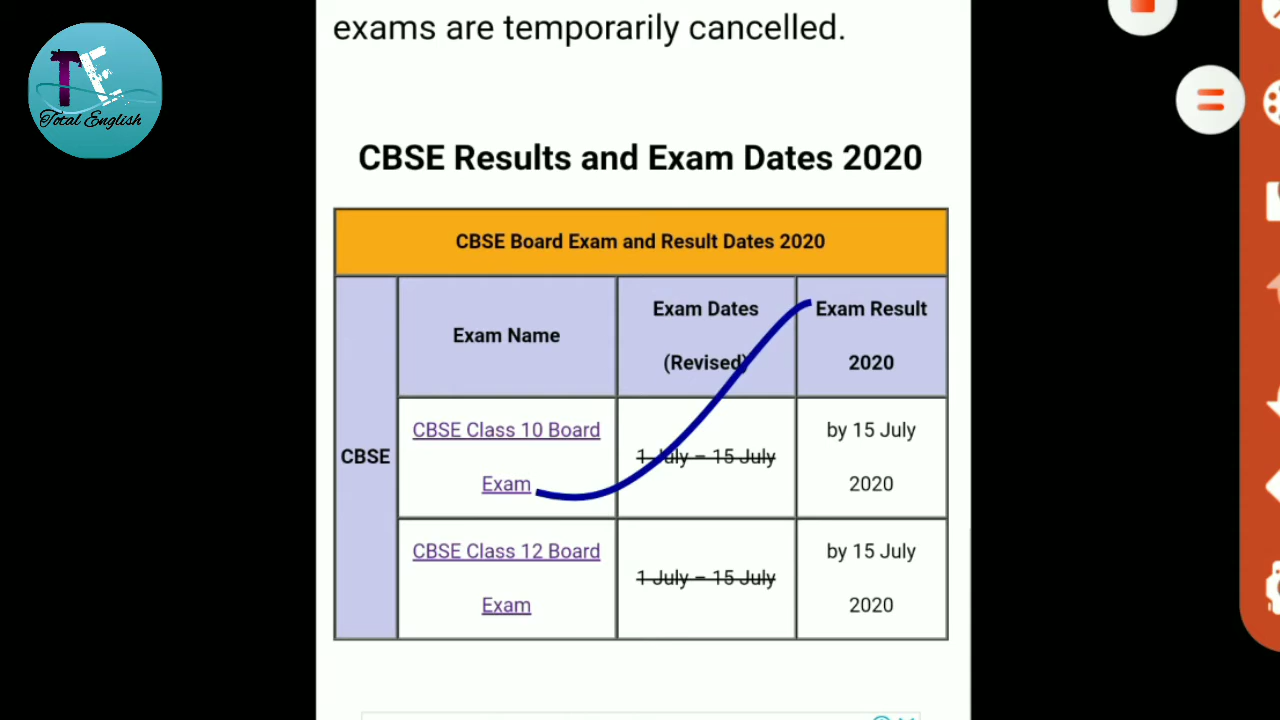 exams are temporarily cancelled.
TE
Total English
CBSE Results and Exam Dates 2020
CBSE Board Exam and Result Dates 2020
CBSE
Exam Name
Exam Dates
(Revised)
Exam Result
2020
CBSE Class 10 Board
Exam
1 July – 15 July
by 15 July
2020
CBSE Class 12 Board
Exam
1 July – 15 July
by 15 July
2020